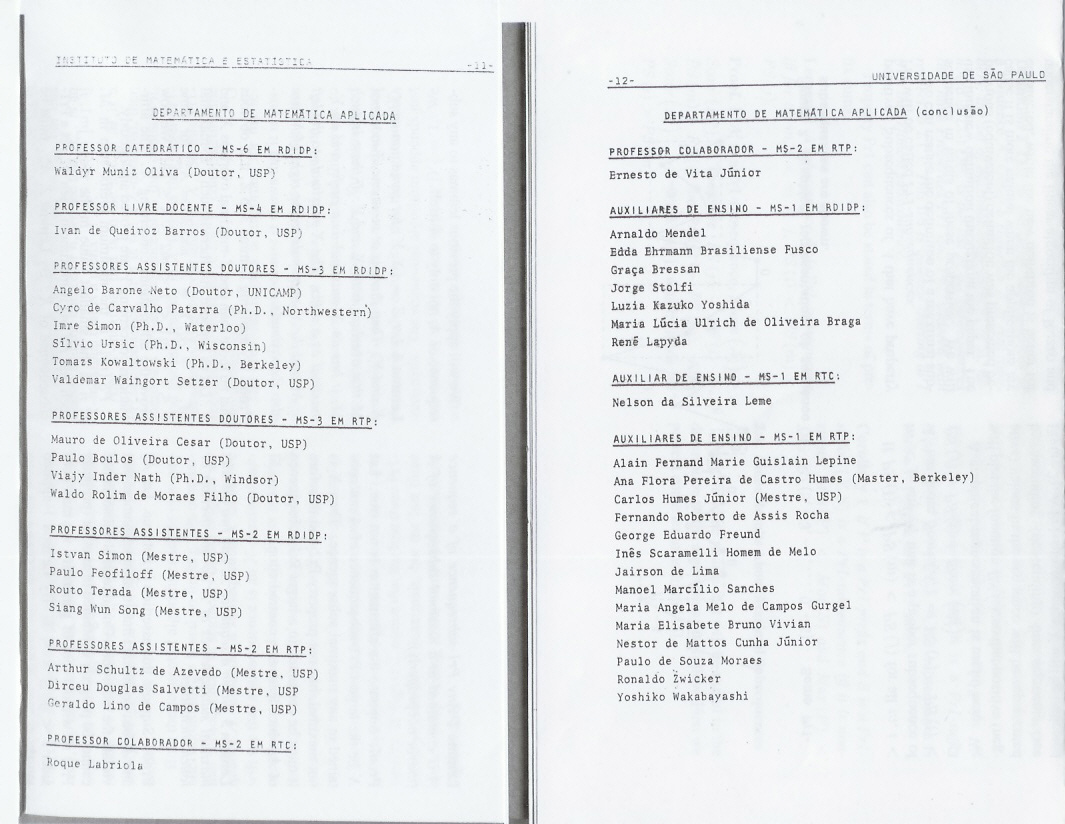 INSTITUTO DE MATEMÁTICA E ESTATÍSTICA -11-
DEPARTAMENTO DE MATEMÁTICA APLICADA
PROFESSOR CATEDRÁTICO - MS-6 EM RDIDP:
Waldyr Muniz Oliva (Doutor, USP)
PROFESSOR LIVRE DOCENTE - MS-4 EM RDIDP:
Ivan de Queiroz Barros (Doutor, USP)
PROFESSORES ASSISTENTES DOUTORES - MS-3 EM RDIDP:
Angelo Barone Neto (Doutor, UNICAMP)
Cyro de Carvalho Patarra (Ph.D., Northwestern)
Imre Simon (Ph.D., Waterloo)
Sílvio Ursic (Ph.D., Wisconsin)
Tomazs Kowaltowski (Ph.D., Berkeley)
Valdemar Waingort Setzer (Doutor, USP)
PROFESSORES ASSISTENTES DOUTORES - MS-3 EM RTP:
Mauro de Oliveira Cesar (Doutor, USP)
Paulo Boulos (Doutor, USP)
Viajy Inder Nath (Ph.D., Windsor)
Waldo Rolim de Moraes Filho (Doutor, USP)
PROFESSORES ASSISTENTES - MS-2 EM RDIDP:
Istvan Simon (Mestre, USP)
Paulo Feofiloff (Mestre, USP)
Routo Terada (Mestre, USP)
Siang Wun Song (Mestre, USP)
PROFESSORES ASSISTENTES - MS-2 EM RTP:
Arthur Schultz de Azevedo (Mestre, USP)
Dirceu Douglas Salvetti (Mestre, USP
Geraldo Lino de Campos (Mestre, USP)
PROFESSOR COLABORADOR - MS-2 EM RTC:
Roque Labriola
-12- UNIVERSIDADE DE SÃO PAULO
DEPARTAMENTO DE MATEMÁTICA APLICADA (conclusão)
PROFESSOR COLABORADOR - MS-2 EM RTP:
Ernesto de Vita Júnior
AUXILIARES DE ENSINO - MS-1 EM RDIDP:
Arnaldo Mendel
Edda Ehrmann Brasiliense Fusco
Graça Bressan
Jorge Stolfi
Luzia Kazuko Yoshida
Maria Lúcia Ulrich de Oliveira Braga
René Lapyda
AUXILIAR DE ENSINO - MS-1 EM RTC:
Nelson da Silveira Leme
AUXILIARES DE ENSINO - MS-1 EM RTP:
Alain Fernand Marie Guislain Lepine
Ana Flora Pereira de Castro Humes (Master, Berkeley)
Carlos Humes Júnior (Mestre, USP)
Fernando Roberto de Assis Rocha
George Eduardo Freund
Inês Scaramelli Homem de Melo
Jairson de Lima
Manoel Marcílio Sanches
Maria Angela Melo de Campos Gurgel
Maria Elisabete Bruno Vivian
Nestor de Mattos Cunha Júnior
Paulo de Souza Moraes
Ronaldo Zwicker
Yoshiko Wakabayashi